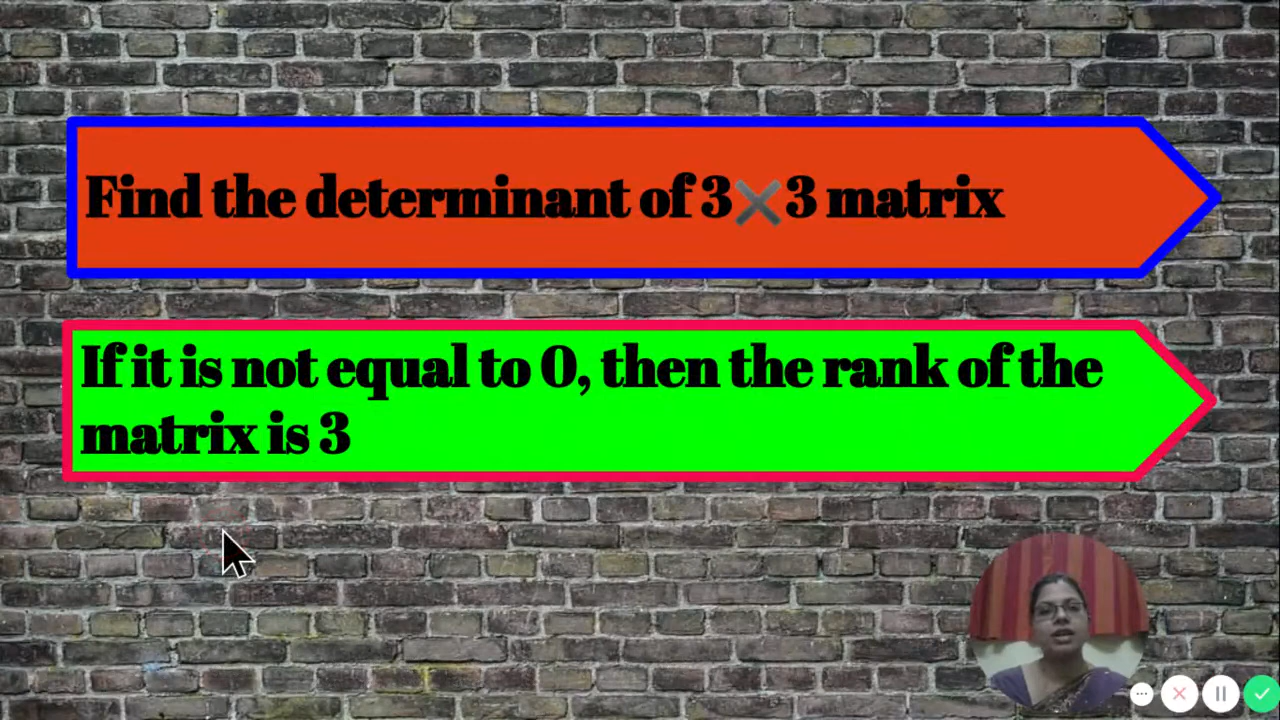 Find the determinant of 3✖3 matrix
If it is not equal to 0, then the rank of the
matrix is 3